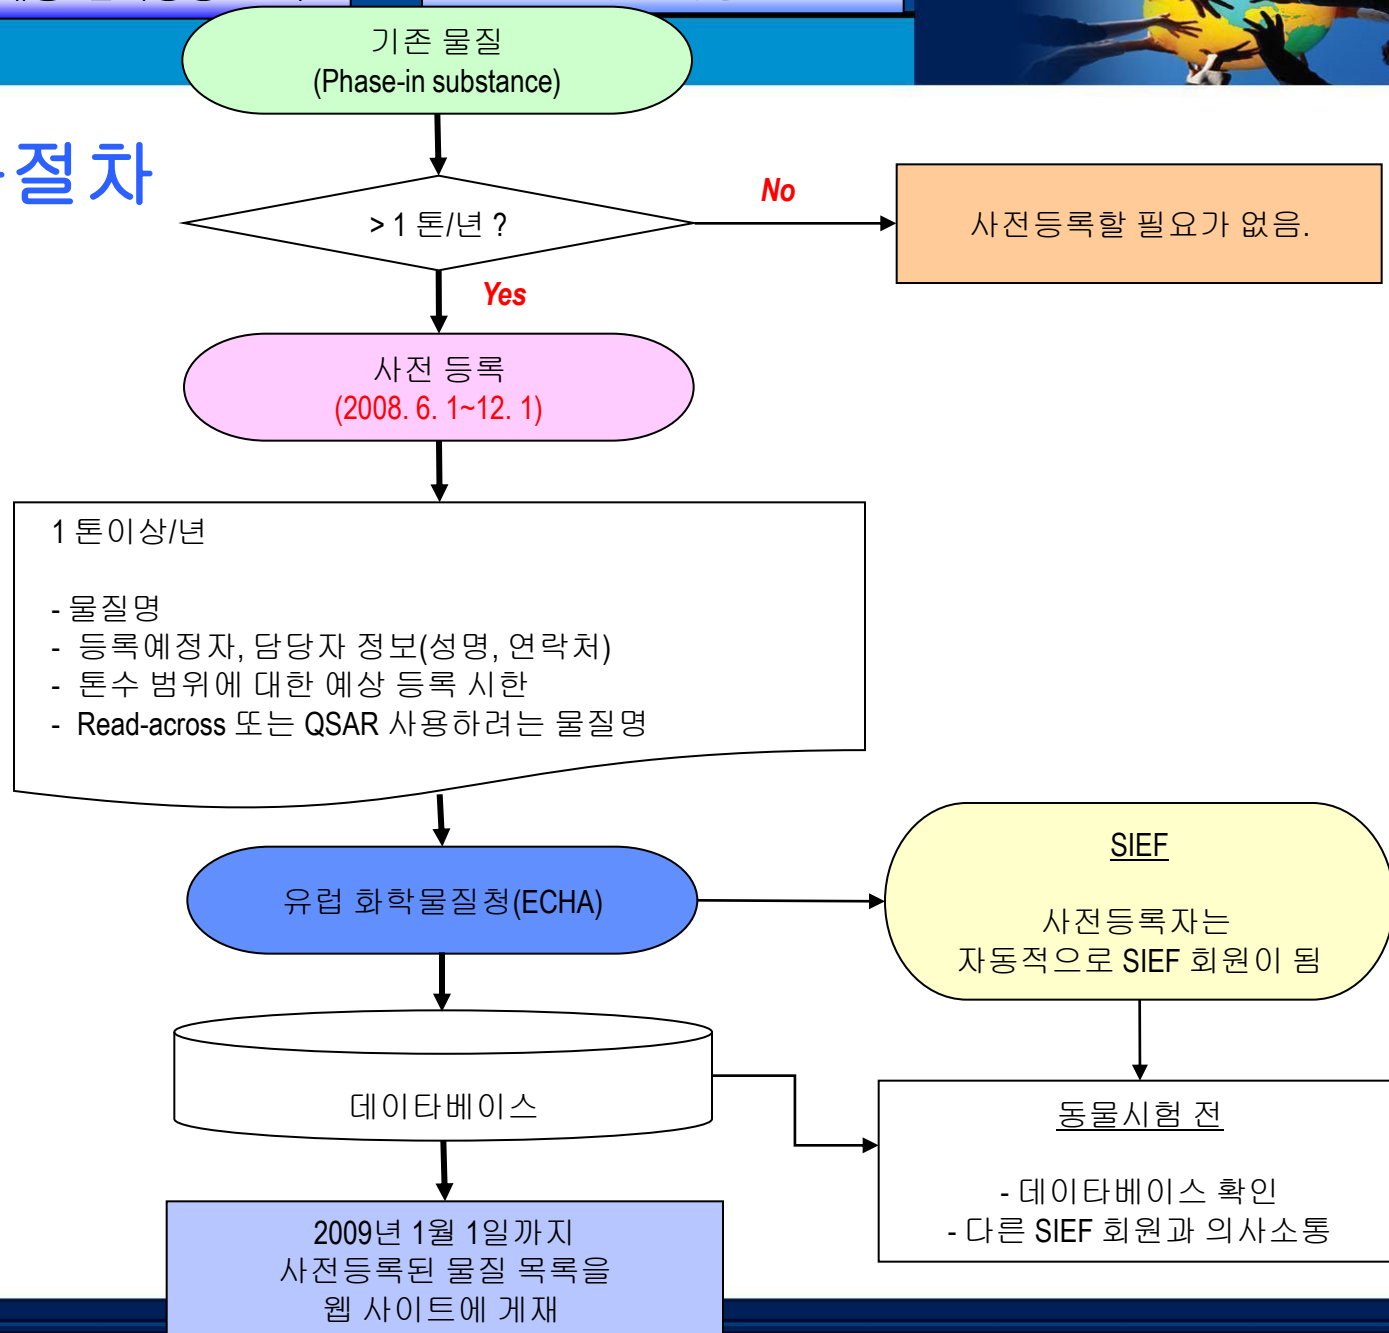 기존 물질
(Phase-in substance)
절차
> 1 톤/년 ?
No
사전등록할 필요가 없음.
Yes
사전 등록
(2008. 6. 1~12. 1)
1 톤이상/년
- 물질명
- 등록예정자, 담당자 정보(성명, 연락처)
- 톤수 범위에 대한 예상 등록 시한
- Read-across 또는 QSAR 사용하려는 물질명
유럽 화학물질청(ECHA)
SIEF
사전등록자는
자동적으로 SIEF 회원이 됨
데이타베이스
동물시험 전
- 데이타베이스 확인
- 다른 SIEF 회원과 의사소통
2009년 1월 1일까지
사전등록된 물질 목록을
웹 사이트에 게재